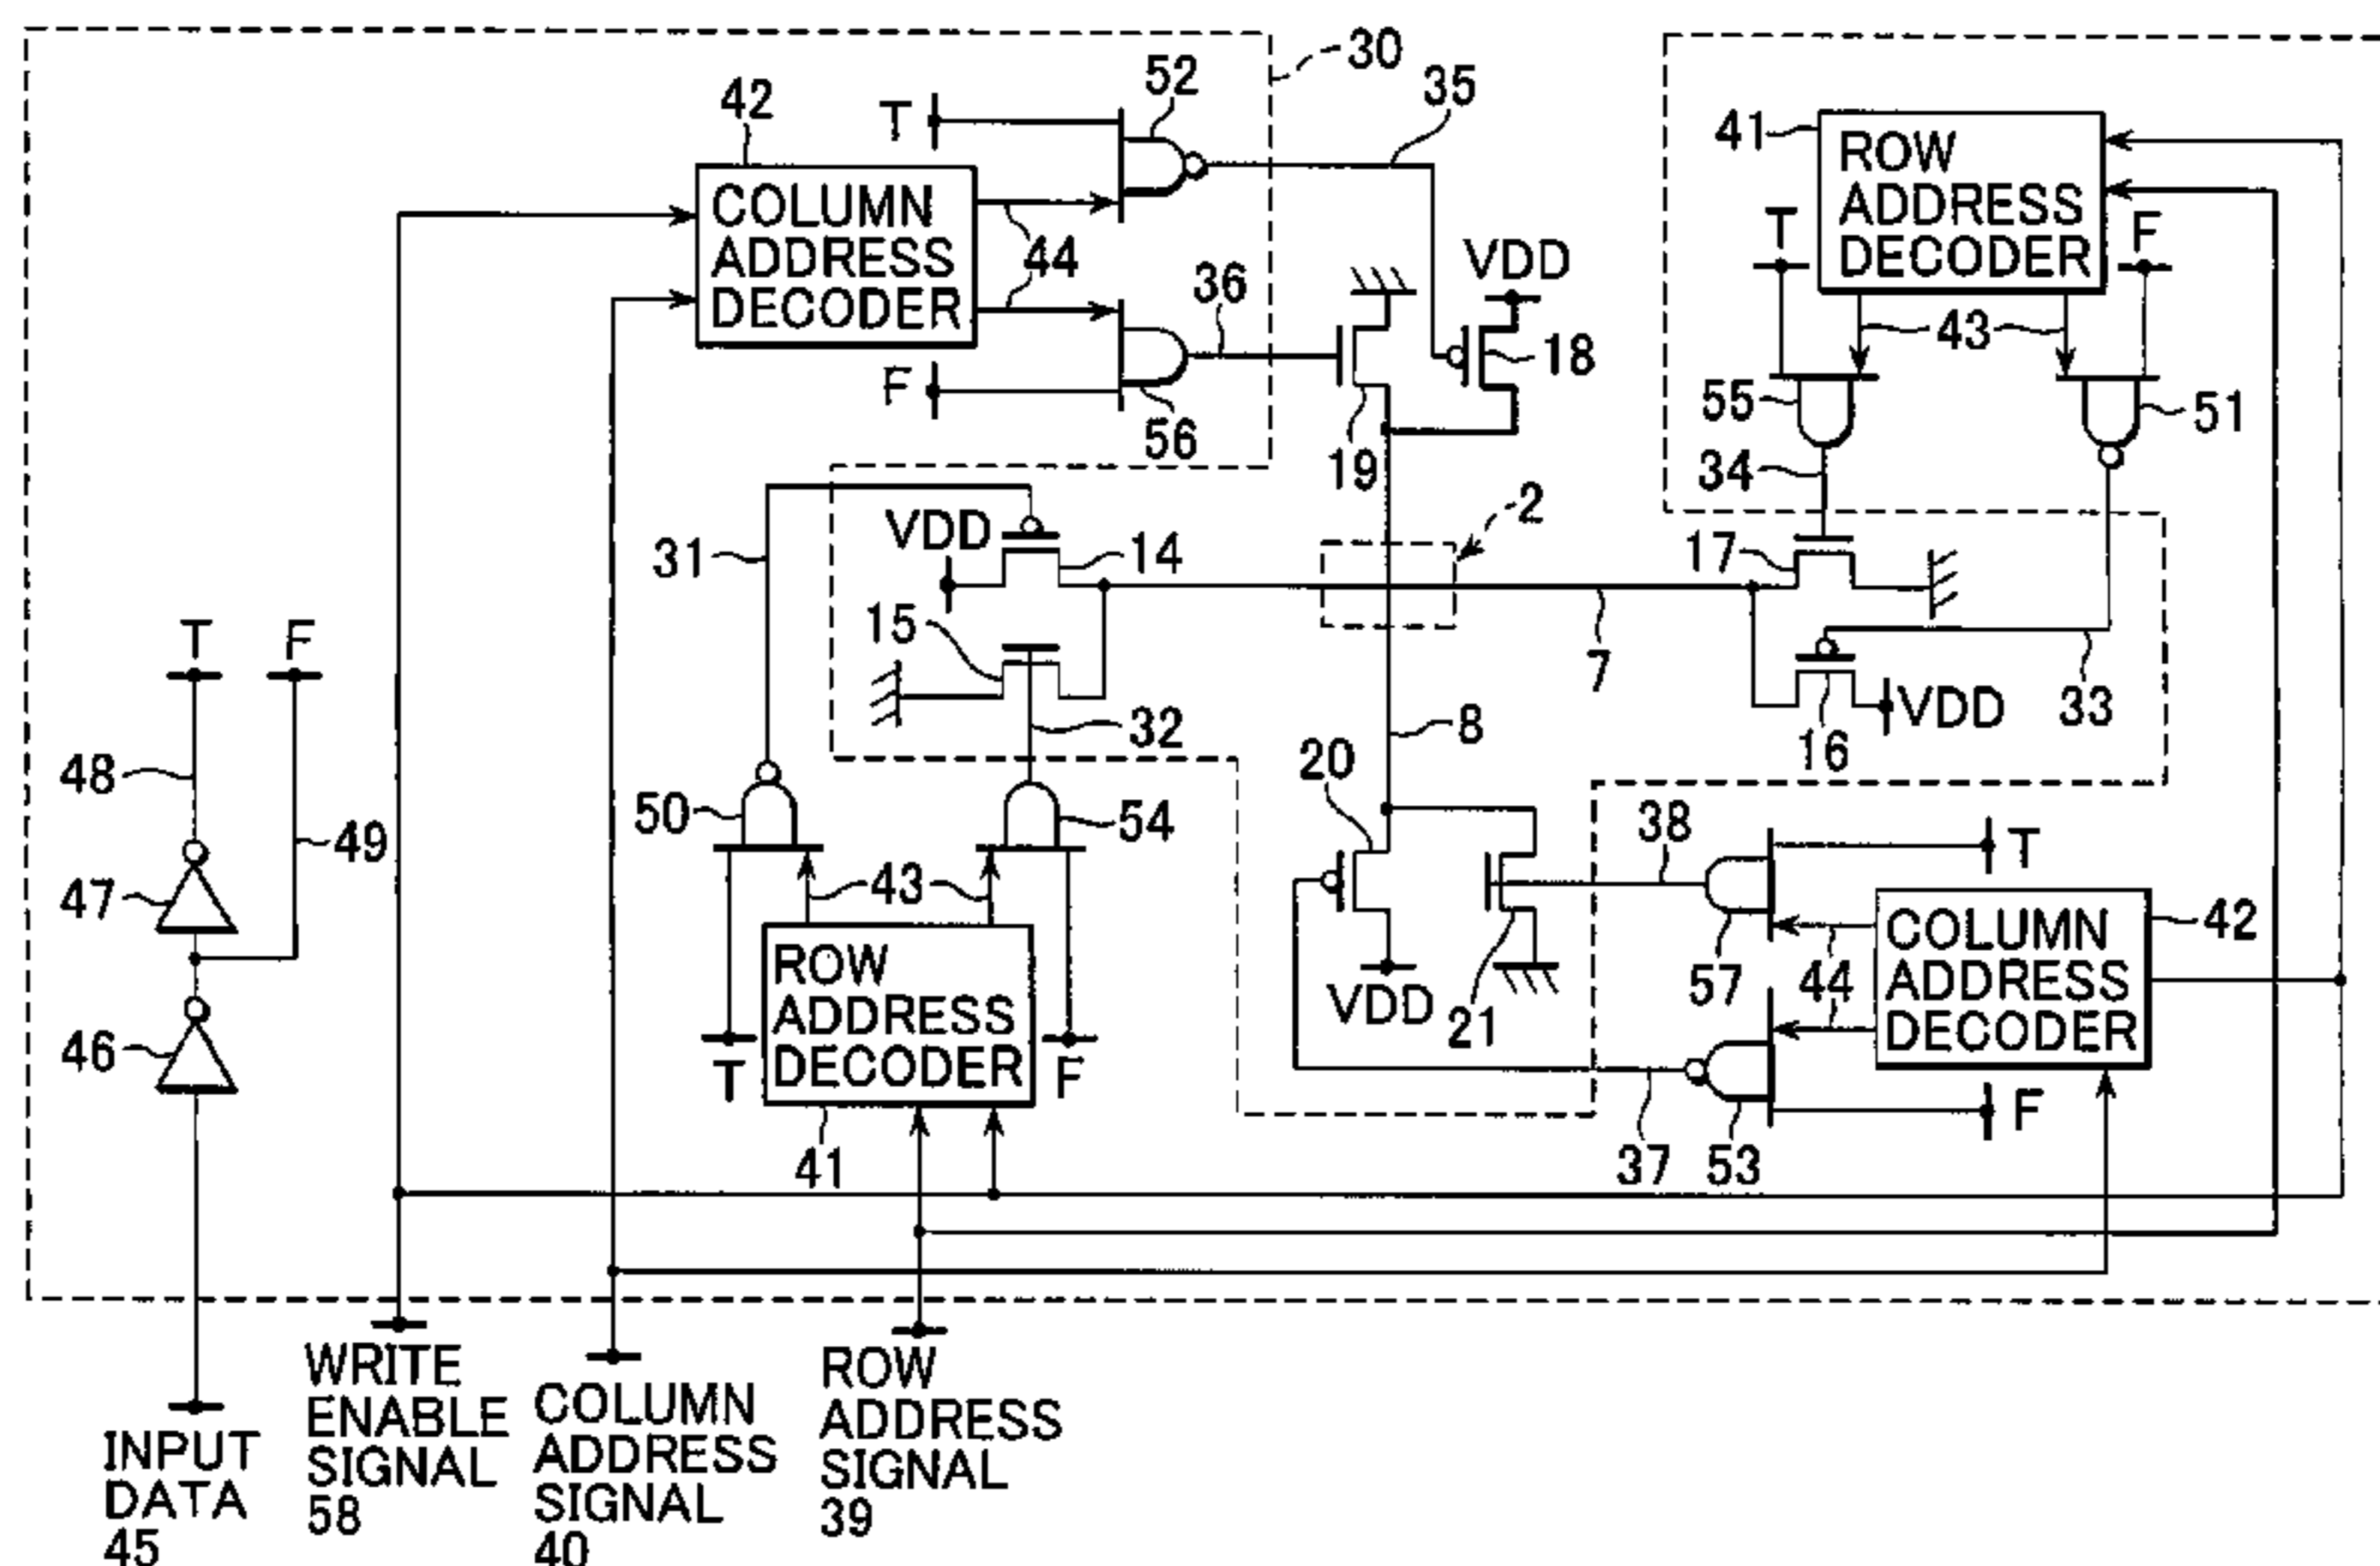 30
52
35
42
T
41
ROW
ADDRESS
DECODER
T
F
COLUMN
ADDRESS
DECODER
44
36
VDD
43
18
F
56
19
55
51
34
2
31
VDD
14
17
15
T
F
7
33
32
8
16
VDD
48
20
50
54
38
T
49
47
43
42
COLUMN
ADDRESS
DECODER
57
44
ROW
ADDRESS
DECODER
VDD
21
46
T
F
F
41
37
53
WRITE
ENABLE
SIGNAL
58
ROW
ADDRESS
SIGNAL
39
COLUMN
ADDRESS
SIGNAL
40
INPUT
DATA
45